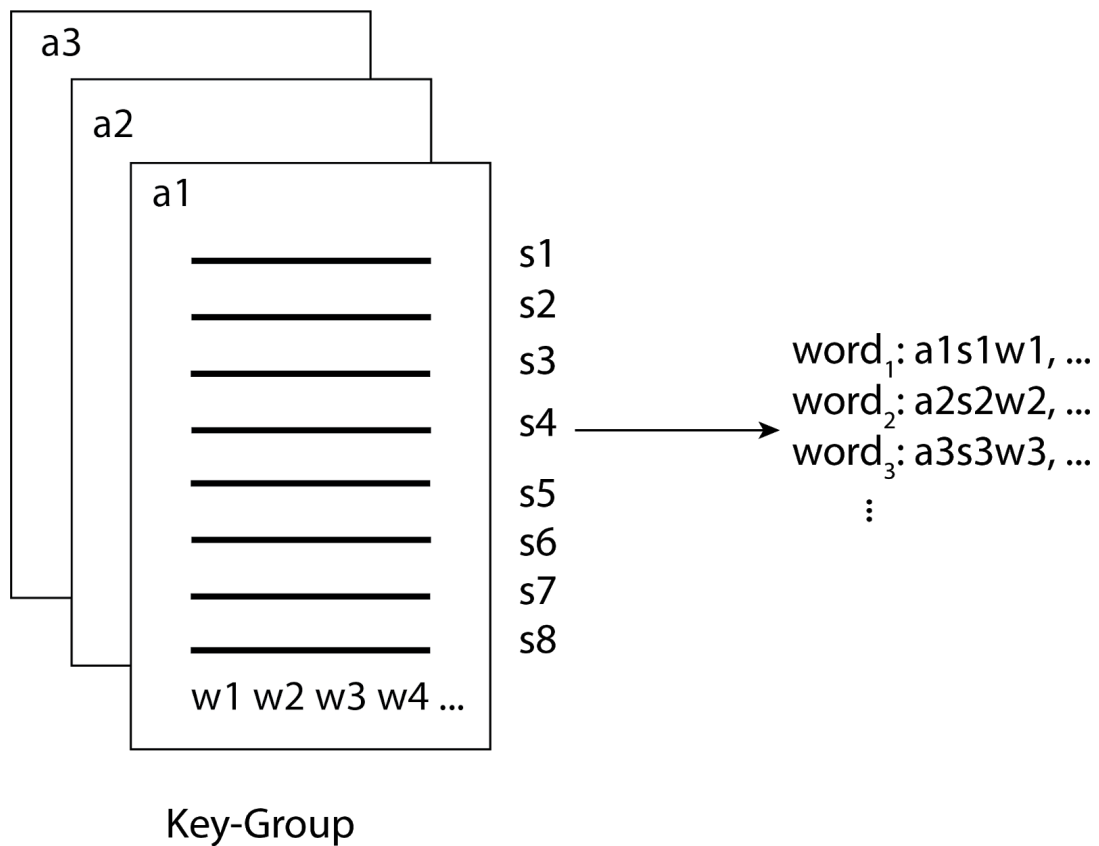 a3
a2
a1
s1
s2
s3
s4
s5
s6
s7
s8
w1 w2 w3 w4 ...
word1: a1s1w1, ...
word2: a2s2w2, ...
word3: a3s3w3, ...
⋮
Key-Group